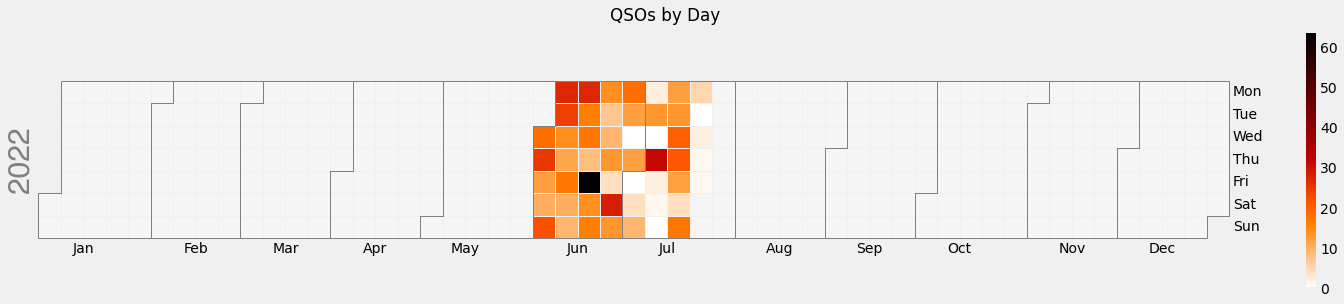 QSOs by Day
2022
Mon
Tue
Wed
Thu
Fri
Sat
Sun
Jan Feb Mar Apr May Jun Jul Aug Sep Oct Nov Dec
60
50
40
30
20
10
0